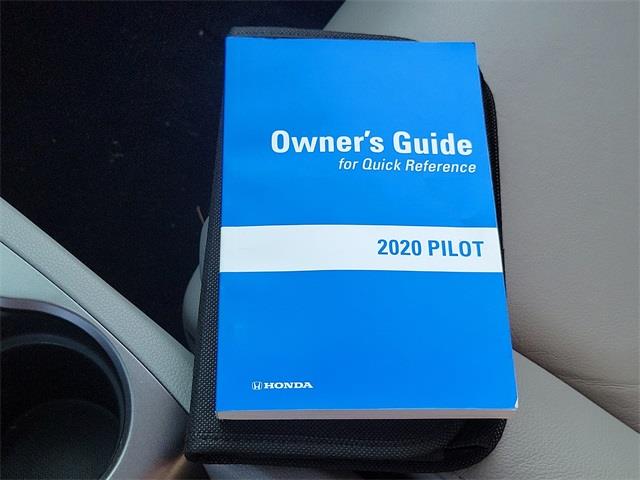 Owner's Guide
for Quick Reference
2020 PILOT
HONDA